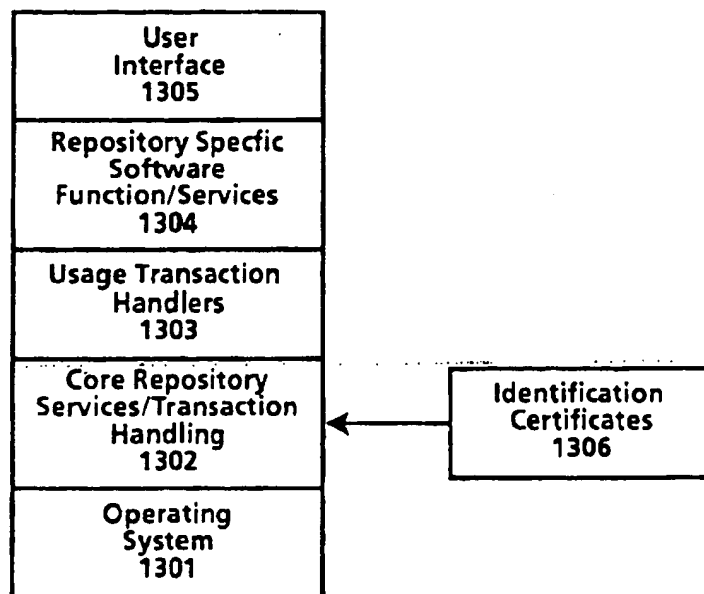 User
Interface
1305
Repository Specfic
Software
Function/Services
1304
Usage Transaction
Handlers
1303
Core Repository
Services/Transaction
Handling
1302
Identification
Certificates
1306
Operating
System
1301